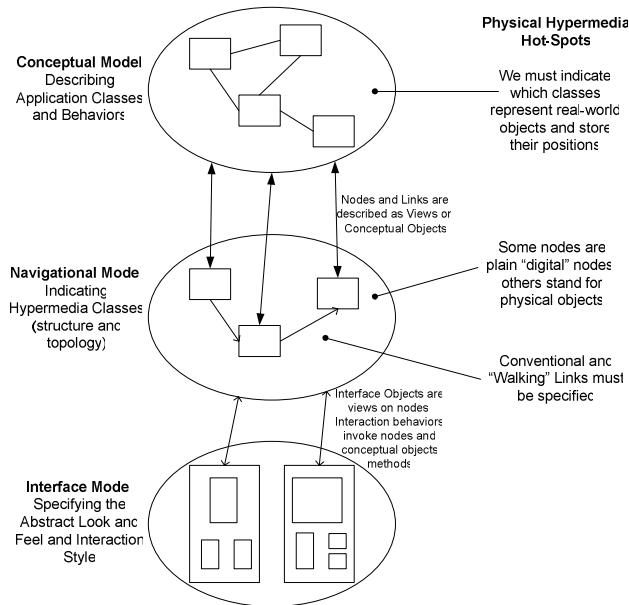 Physical Hypermedia
Hot-Spots
Conceptual Model
Describing
Application Classes
and Behaviors
We must indicate
which classes
represent real-world
objects and store
their positions
Nodes and Links are
described as Views or
Conceptual Objects
Navigational Mode
Indicating
Hypermedia Classes
(structure and
topology)
Some nodes are
plain “digital” nodes
others stand for
physical objects
Conventional and
“Walking” Links must
be specified
Interface Objects are
views on nodes
Interaction behaviors
invoke nodes and
conceptual objects
methods
Interface Mode
Specifying the
Abstract Look and
Feel and Interaction
Style